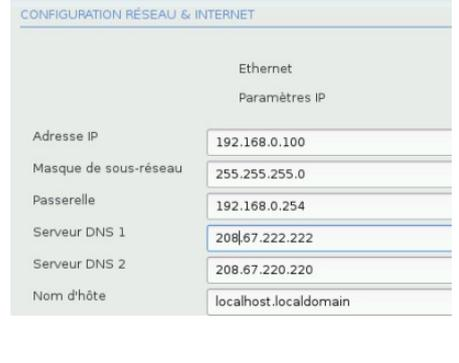 CONFIGURATION RÉSEAU & INTERNET
Ethernet
Paramètres IP
Adresse IP 192.168.0.100
Masque de sous-réseau 255.255.255.0
Passerelle 192.168.0.254
Serveur DNS 1 208.67.222.222
Serveur DNS 2 208.67.220.220
Nom d'hôte localhost.localdomain